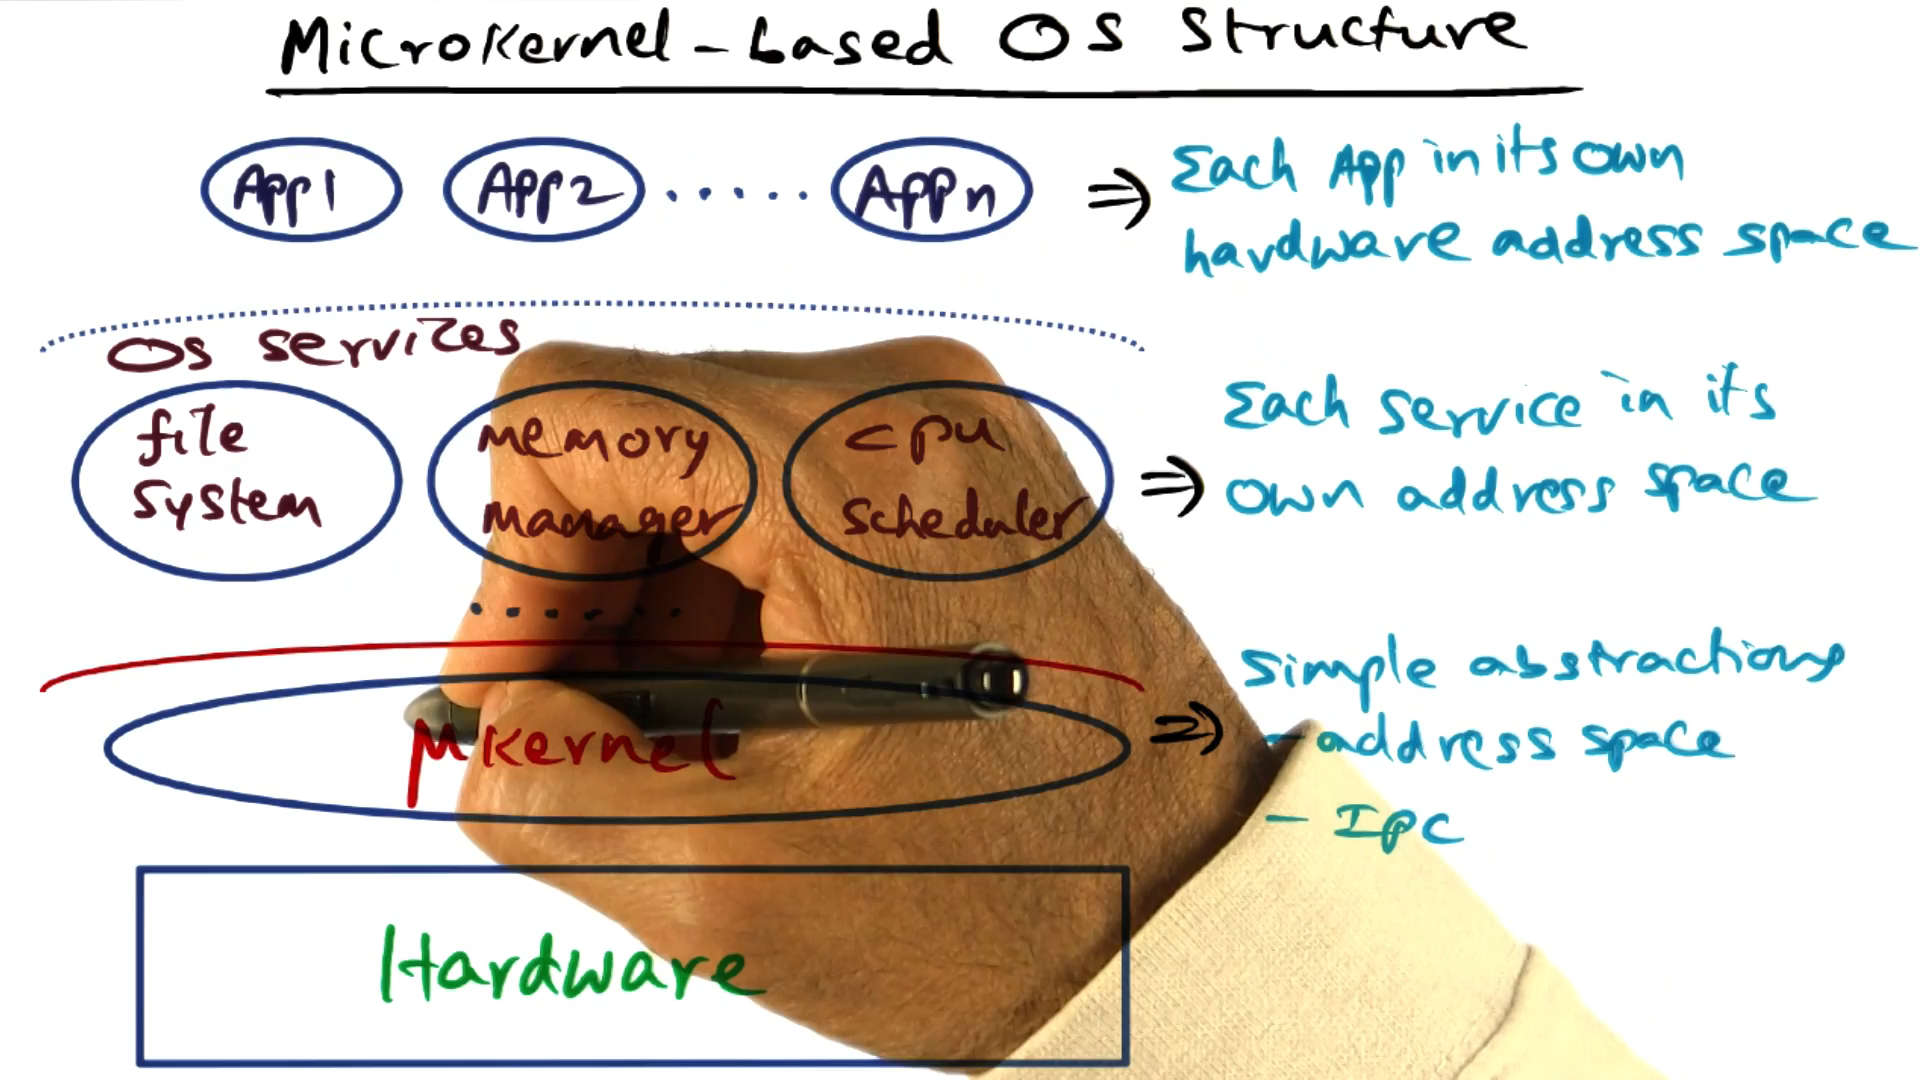 Microkernel-based OS Structure
App1 App2 ...... App n ⇒ Each App in its own
hardware address space
OS services
file
system
memory
manager
cpu
scheduler
⇒ Each service in its
own address space
......
μkernel
⇒ Simple abstractions
- address space
- IPC
Hardware